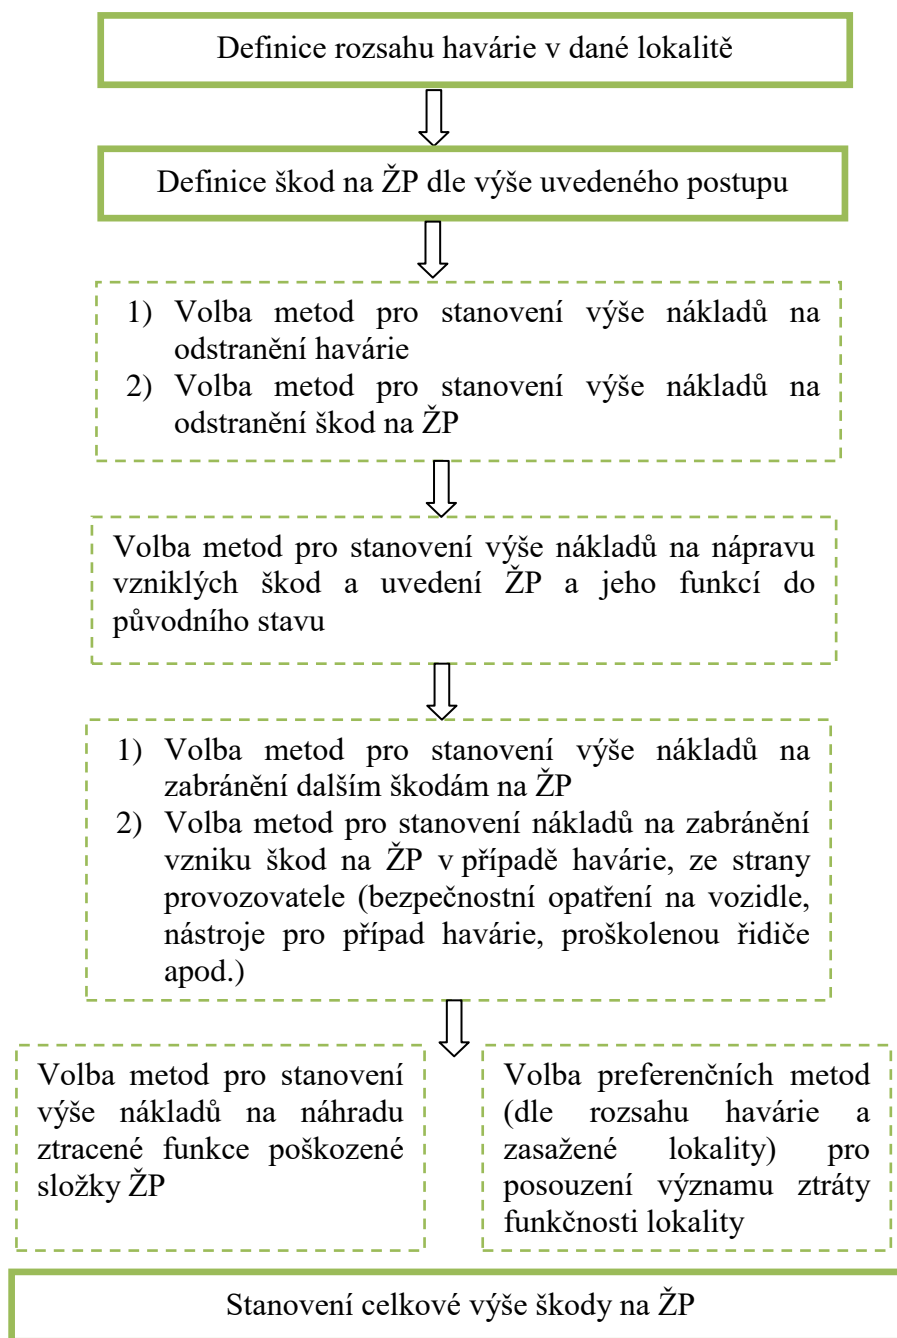 Definice rozsahu havárie v dané lokalitě
Definice škod na ŽP dle výše uvedeného postupu
1) Volba metod pro stanovení výše nákladů na
odstranění havárie
2) Volba metod pro stanovení výše nákladů na
odstranění škod na ŽP
Volba metod pro stanovení výše nákladů na nápravu
vzniklých škod a uvedení ŽP a jeho funkcí do
původního stavu
1) Volba metod pro stanovení výše nákladů na
zabránění dalším škodám na ŽP
2) Volba metod pro stanovení nákladů na zabránění
vzniku škod na ŽP v případě havárie, ze strany
provozovatele (bezpečnostní opatření na vozidle,
nástroje pro případ havárie, proškolenou řidiče
apod.)
Volba metod pro stanovení
výše nákladů na náhradu
ztracené funkce poškozené
složky ŽP
Volba preferenčních metod
(dle rozsahu havárie a
zasažené lokality) pro
posouzení významu ztráty
funkčnosti lokality
Stanovení celkové výše škody na ŽP